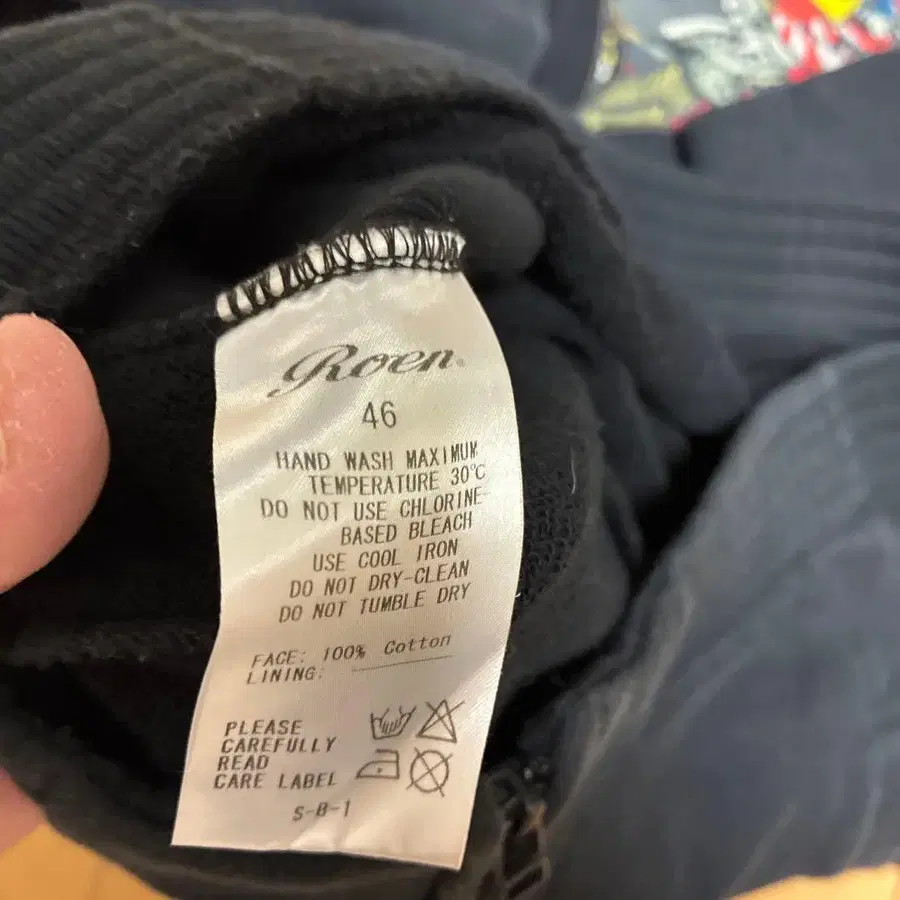 Roen
46
HAND WASH MAXIMUM
TEMPERATURE 30℃
DO NOT USE CHLORINE-
BASED BLEACH
USE COOL IRON
DO NOT DRY-CLEAN
DO NOT TUMBLE DRY
FACE: 100% Cotton
LINING:
PLEASE
CAREFULLY
READ
CARE LABEL
S-B-1